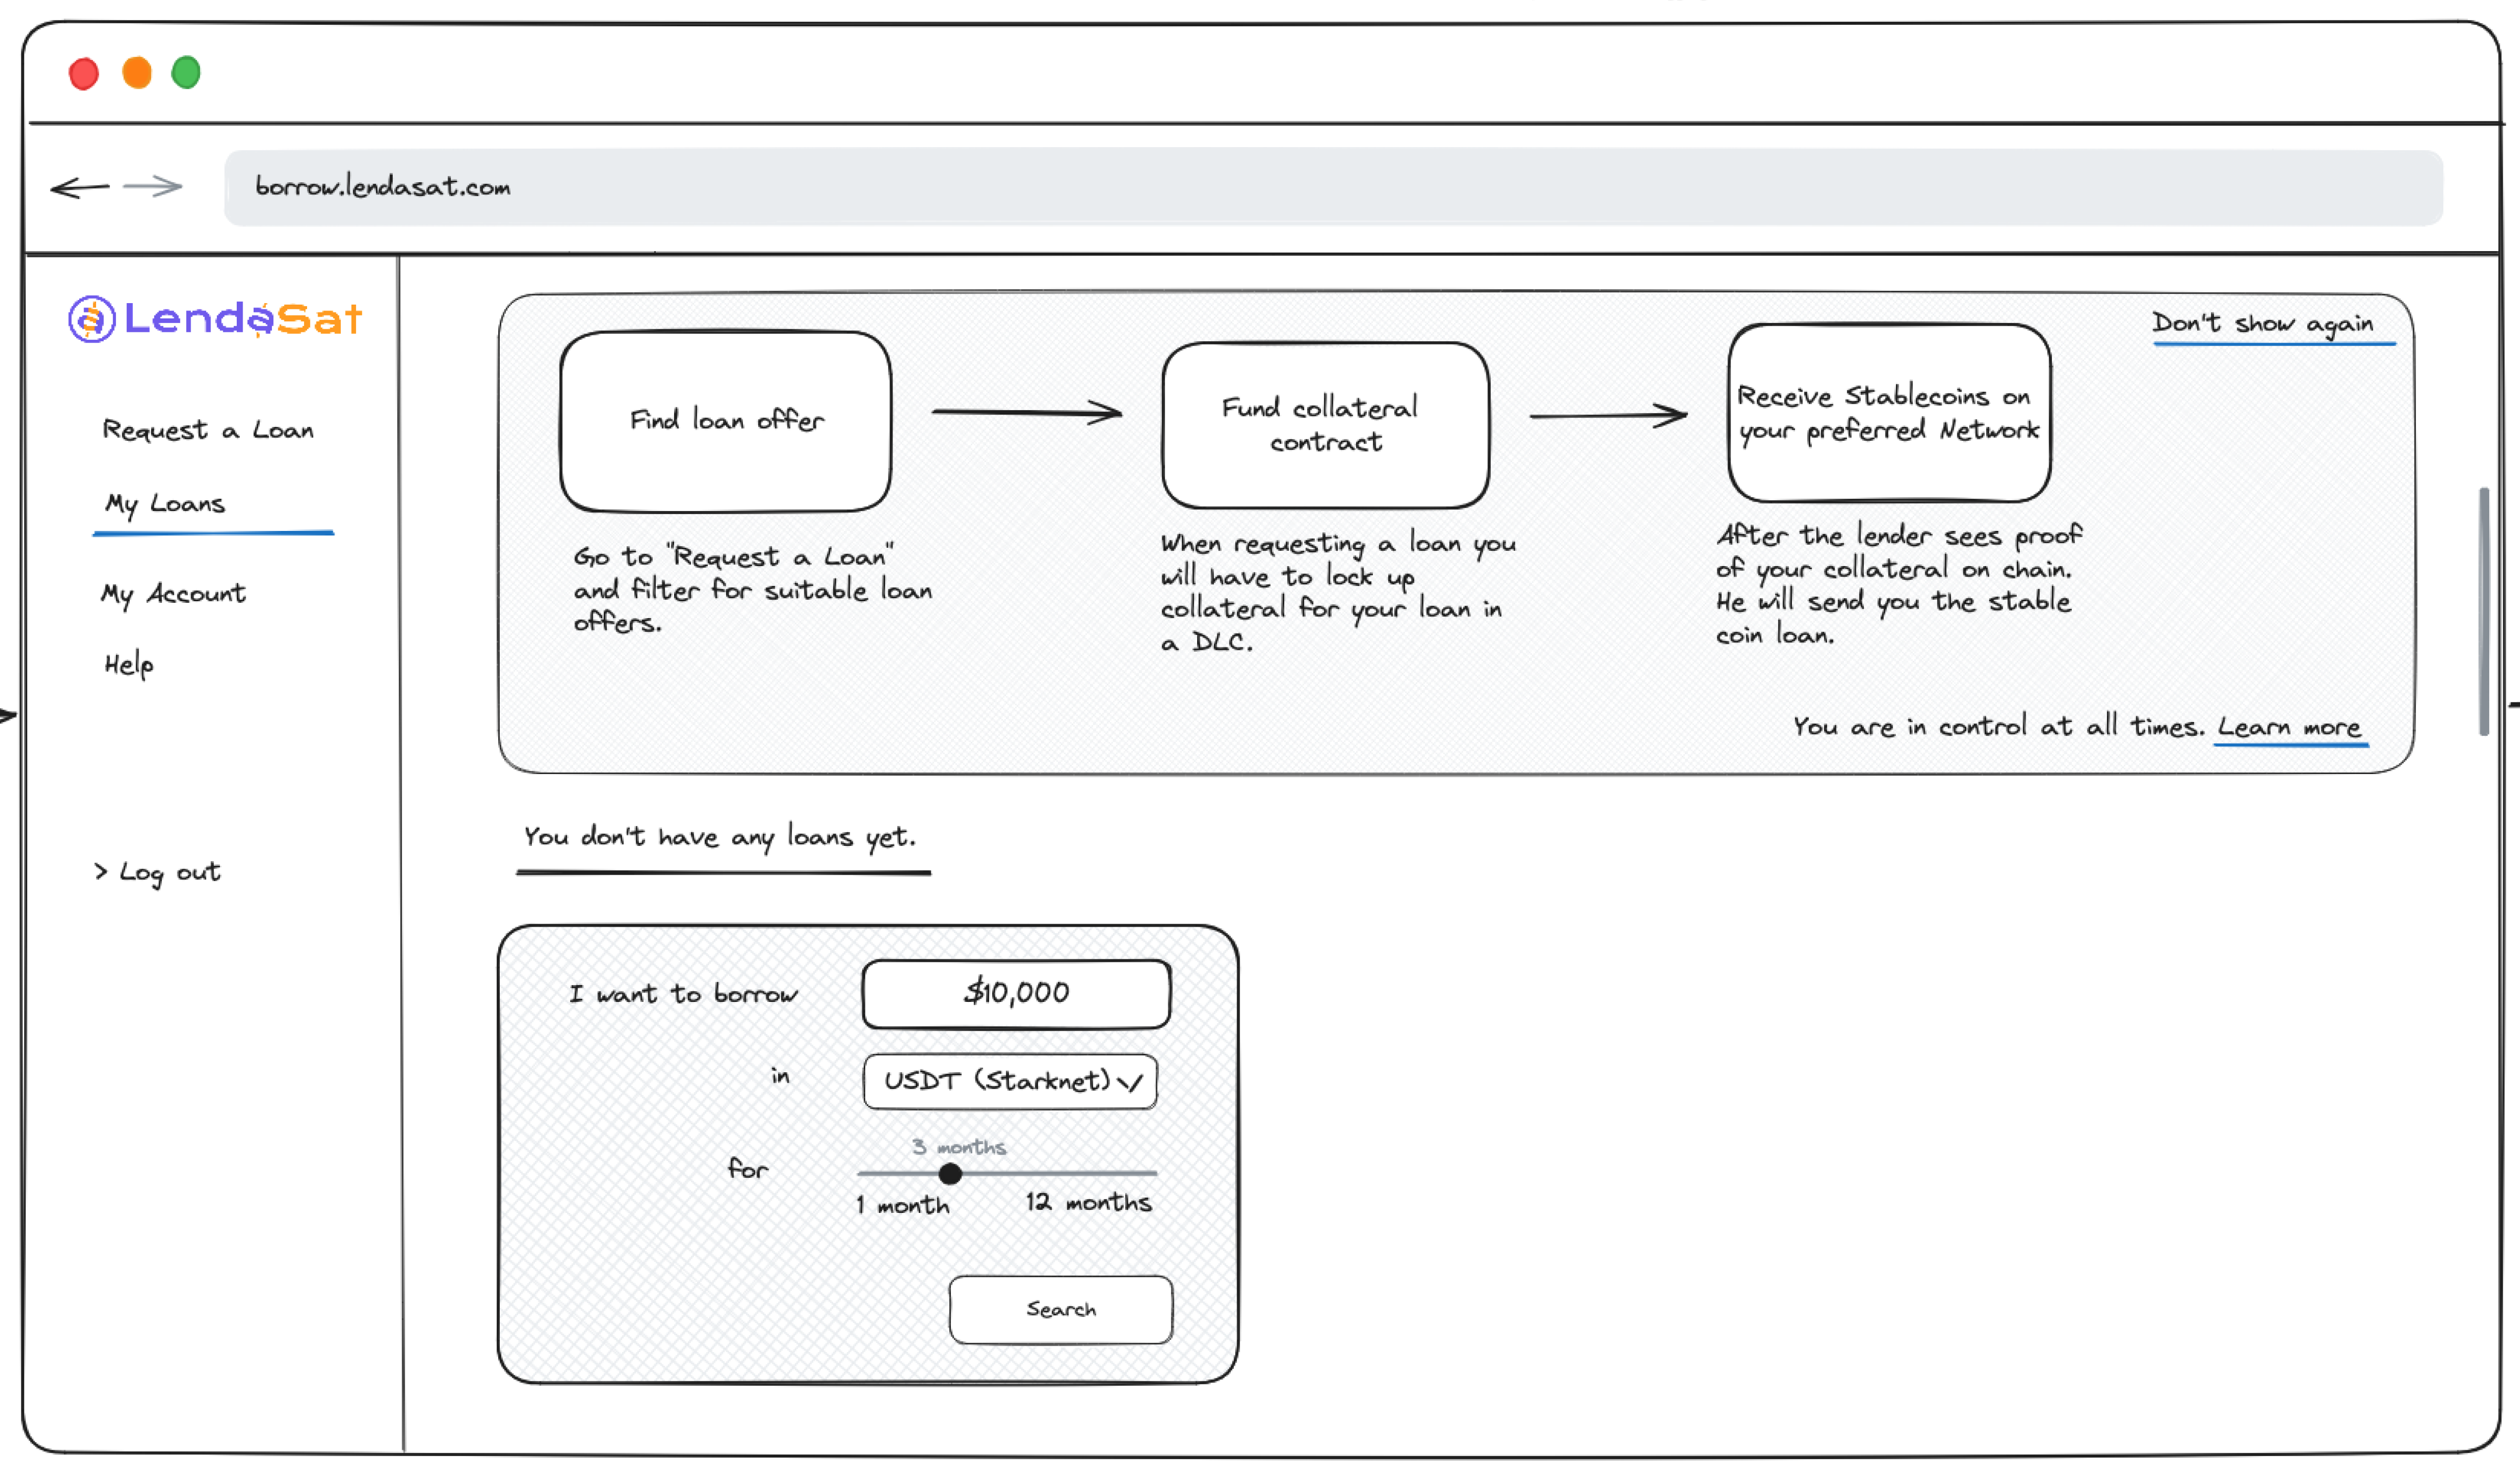 borrow.lendasat.com
LendaSat
Request a Loan
My Loans
My Account
Help
> Log out
Don't show again
Find loan offer
Go to "Request a Loan"
and filter for suitable loan
offers.
Fund collateral
contract
When requesting a loan you
will have to lock up
collateral for your loan in
a DLC.
Receive Stablecoins on
your preferred Network
After the lender sees proof
of your collateral on chain.
He will send you the stable
coin loan.
You are in control at all times. Learn more
You don't have any loans yet.
I want to borrow
$10,000
in
USDT (Starknet)
for
3 months
1 month
12 months
Search